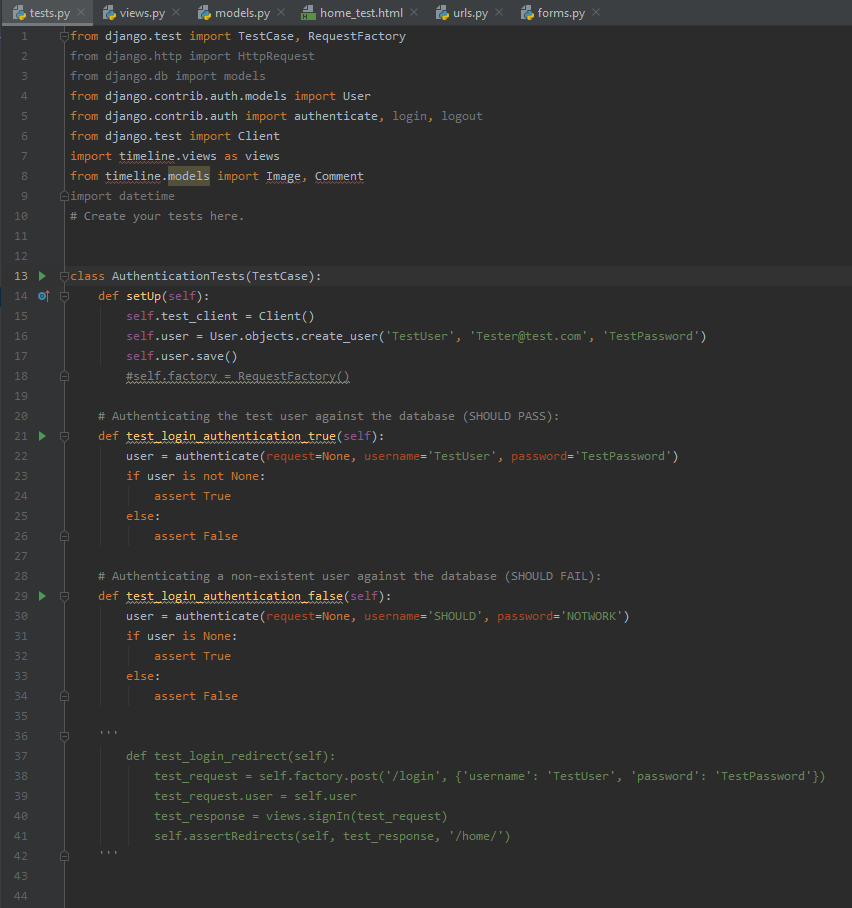 tests.py views.py models.py home_test.html urls.py forms.py
1 from django.test import TestCase, RequestFactory
2 from django.http import HttpRequest
3 from django.db import models
4 from django.contrib.auth.models import User
5 from django.contrib.auth import authenticate, login, logout
6 from django.test import Client
7 import timeline.views as views
8 from timeline.models import Image, Comment
9 import datetime
10 # Create your tests here.
11
12
13 class AuthenticationTests(TestCase):
14     def setUp(self):
15         self.test_client = Client()
16         self.user = User.objects.create_user('TestUser', 'Tester@test.com', 'TestPassword')
17         self.user.save()
18         #self.factory = RequestFactory()
19
20     # Authenticating the test user against the database (SHOULD PASS):
21     def test_login_authentication_true(self):
22         user = authenticate(request=None, username='TestUser', password='TestPassword')
23         if user is not None:
24             assert True
25         else:
26             assert False
27
28     # Authenticating a non-existent user against the database (SHOULD FAIL):
29     def test_login_authentication_false(self):
30         user = authenticate(request=None, username='SHOULD', password='NOTWORK')
31         if user is None:
32             assert True
33         else:
34             assert False
35
36     '''
37         def test_login_redirect(self):
38             test_request = self.factory.post('/login', {'username': 'TestUser', 'password': 'TestPassword'})
39             test_request.user = self.user
40             test_response = views.signIn(test_request)
41             self.assertRedirects(self, test_response, '/home/')
42     '''
43
44